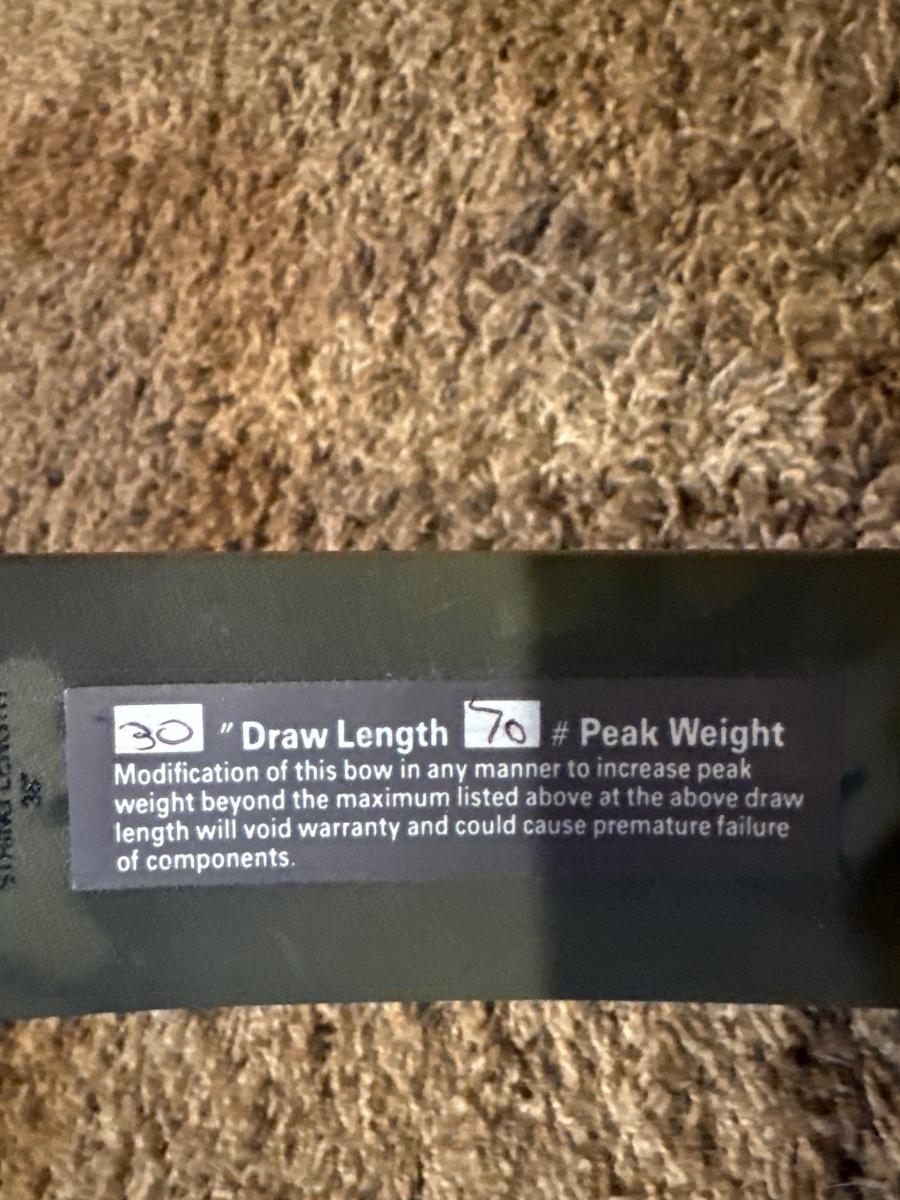 30 " Draw Length 70 # Peak Weight
Modification of this bow in any manner to increase peak
weight beyond the maximum listed above at the above draw
length will void warranty and could cause premature failure
of components.